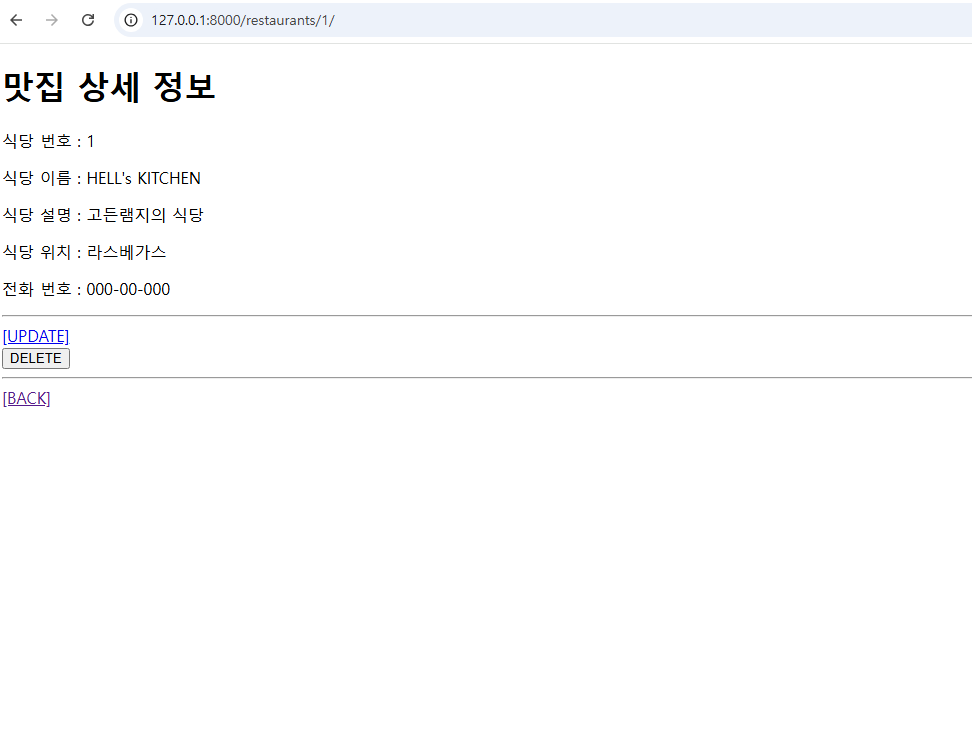 127.0.0.1:8000/restaurants/1/
맛집 상세 정보
식당 번호 : 1
식당 이름 : HELL's KITCHEN
식당 설명 : 고든램지의 식당
식당 위치 : 라스베가스
전화 번호 : 000-00-000
[UPDATE]
DELETE
[BACK]